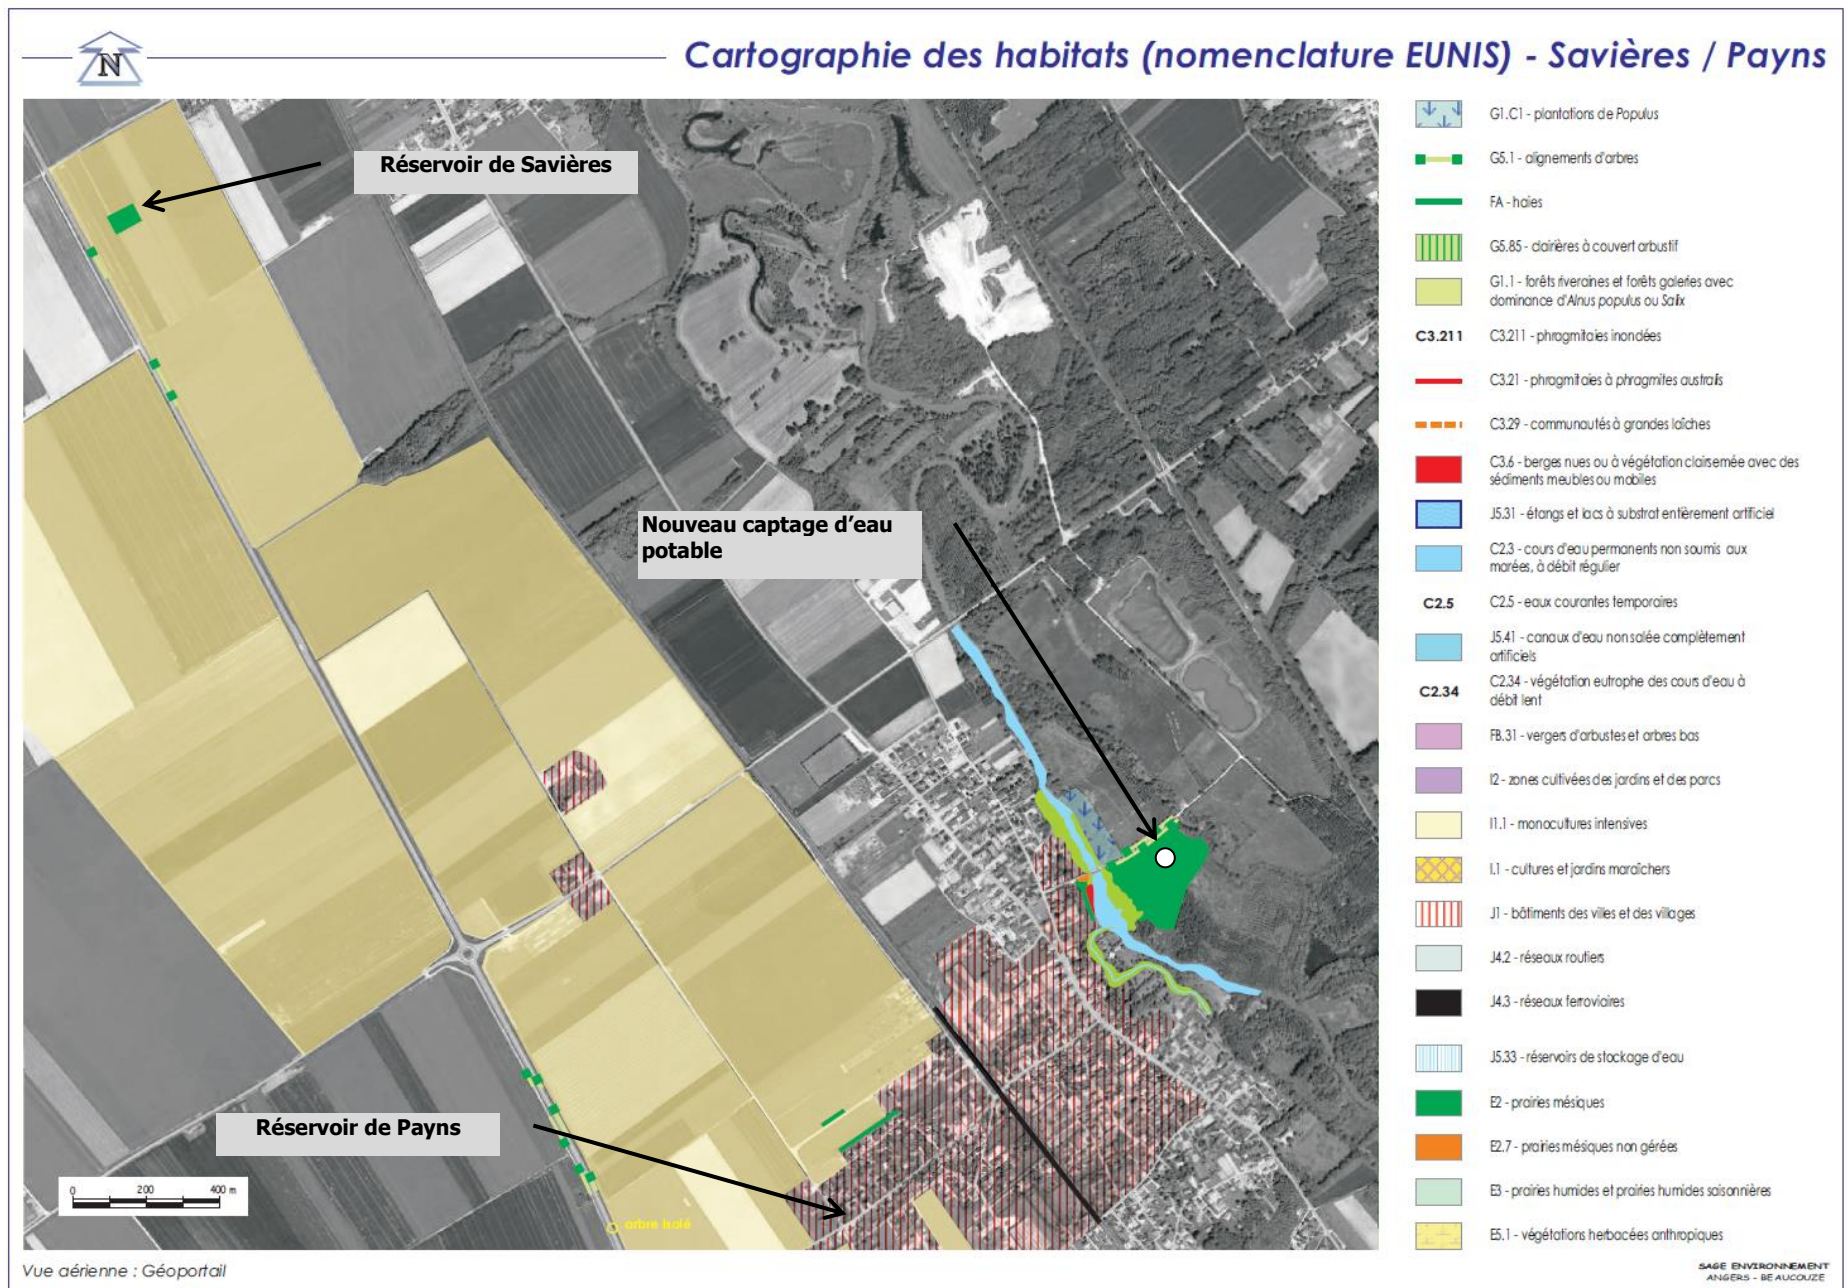 N
Cartographie des habitats (nomenclature EUNIS) - Savières / Payns
Réservoir de Savières
Nouveau captage d'eau
potable
Réservoir de Payns
0 200 400 m
arbre isolé
G1.C1 - plantations de Populus
G5.1 - alignements d'arbres
FA - haies
G5.85 - clairières à couvert arbustif
G1.1 - forêts riveraines et forêts galeries avec
dominance d'Alnus populus ou Salix
C3.211 C3.211 - phragmitaies inondées
C3.21 - phragmitaies à phragmites australis
C3.29 - communautés à grandes laîches
C3.6 - berges nues ou à végétation clairsemée avec des
sédiments meubles ou mobiles
J5.31 - étangs et lacs à substrat entièrement artificiel
C2.3 - cours d'eau permanents non soumis aux
marées, à débit régulier
C2.5 C2.5 - eaux courantes temporaires
J5.41 - canaux d'eau non salée complètement
artificiels
C2.34 C2.34 - végétation eutrophe des cours d'eau à
débit lent
FB.31 - vergers d'arbustes et arbres bas
I2 - zones cultivées des jardins et des parcs
I1.1 - monocultures intensives
I.1 - cultures et jardins maraîchers
J1 - bâtiments des villes et des villages
J4.2 - réseaux routiers
J4.3 - réseaux ferroviaires
J5.33 - réservoirs de stockage d'eau
E2 - prairies mésiques
E2.7 - prairies mésiques non gérées
E3 - prairies humides et prairies humides saisonnières
E5.1 - végétations herbacées anthropiques
Vue aérienne : Géoportail
SAGE ENVIRONNEMENT
ANGERS - BEAUCOUZE